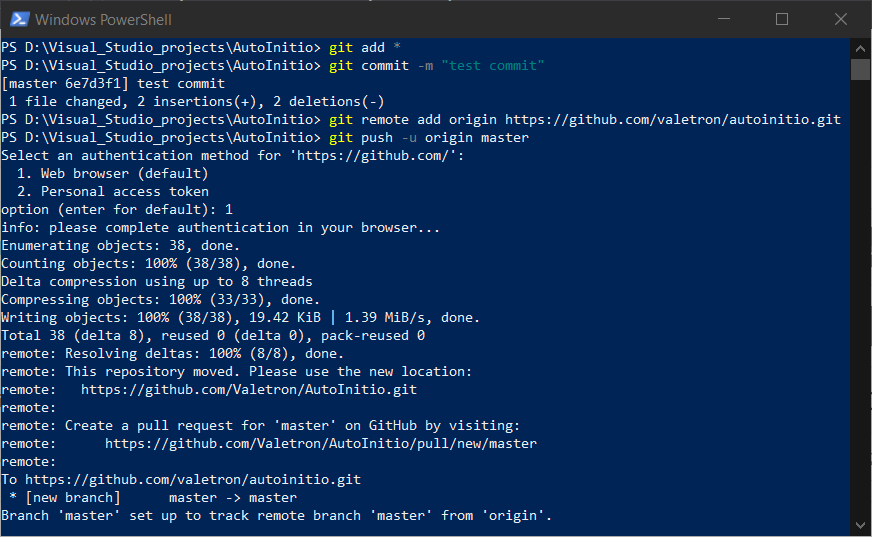 Windows PowerShell
PS D:\Visual_Studio_projects\AutoInitio> git add *
PS D:\Visual_Studio_projects\AutoInitio> git commit -m "test commit"
[master 6e7d3f1] test commit
 1 file changed, 2 insertions(+), 2 deletions(-)
PS D:\Visual_Studio_projects\AutoInitio> git remote add origin https://github.com/valetron/autoinitio.git
PS D:\Visual_Studio_projects\AutoInitio> git push -u origin master
Select an authentication method for 'https://github.com/':
  1. Web browser (default)
  2. Personal access token
option (enter for default): 1
info: please complete authentication in your browser...
Enumerating objects: 38, done.
Counting objects: 100% (38/38), done.
Delta compression using up to 8 threads
Compressing objects: 100% (33/33), done.
Writing objects: 100% (38/38), 19.42 KiB | 1.39 MiB/s, done.
Total 38 (delta 8), reused 0 (delta 0), pack-reused 0
remote: Resolving deltas: 100% (8/8), done.
remote: This repository moved. Please use the new location:
remote:   https://github.com/Valetron/AutoInitio.git
remote:
remote: Create a pull request for 'master' on GitHub by visiting:
remote:      https://github.com/Valetron/AutoInitio/pull/new/master
remote:
To https://github.com/valetron/autoinitio.git
 * [new branch]      master -> master
Branch 'master' set up to track remote branch 'master' from 'origin'.